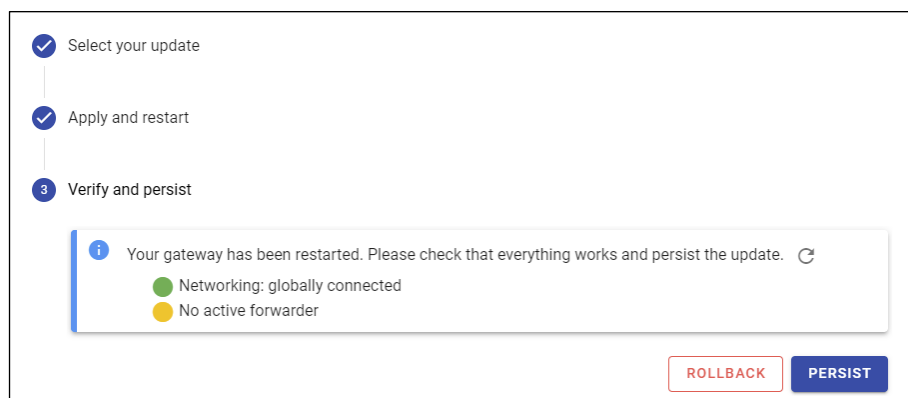 Select your update
Apply and restart
3 Verify and persist
Your gateway has been restarted. Please check that everything works and persist the update.
Networking: globally connected
No active forwarder
ROLLBACK PERSIST